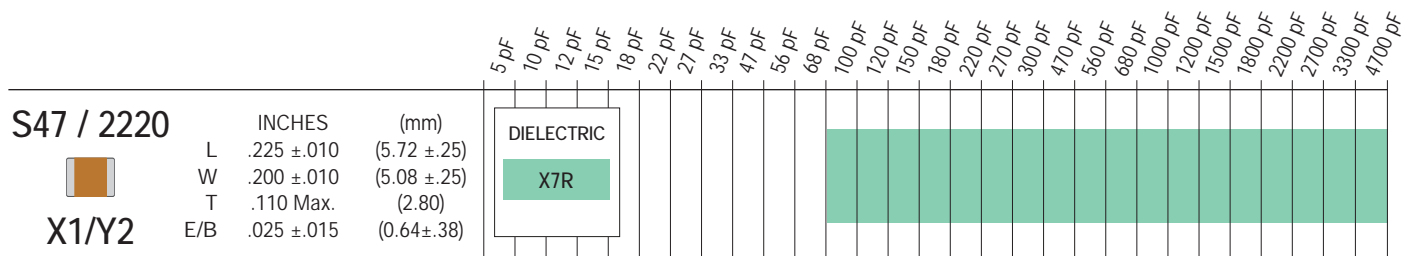 5 pF 10 pF 12 pF 15 pF 18 pF 22 pF 27 pF 33 pF 47 pF 56 pF 68 pF 100 pF 120 pF 150 pF 180 pF 220 pF 270 pF 300 pF 470 pF 560 pF 680 pF 1000 pF 1200 pF 1500 pF 1800 pF 2200 pF 2700 pF 3300 pF 4700 pF
S47 / 2220
X1/Y2
INCHES (mm)
L .225 ±.010 (5.72 ±.25)
W .200 ±.010 (5.08 ±.25)
T .110 Max. (2.80)
E/B .025 ±.015 (0.64±.38)
DIELECTRIC
X7R